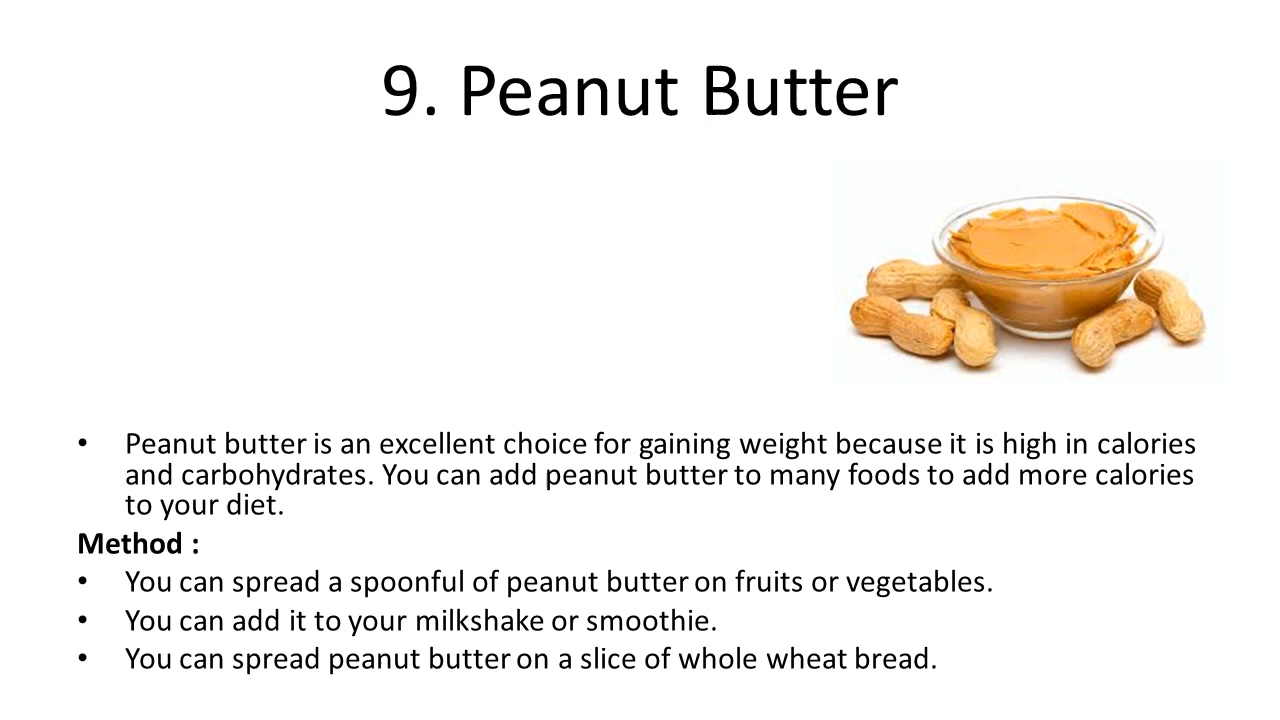 9. Peanut Butter
• Peanut butter is an excellent choice for gaining weight because it is high in calories
and carbohydrates. You can add peanut butter to many foods to add more calories
to your diet.
Method :
• You can spread a spoonful of peanut butter on fruits or vegetables.
• You can add it to your milkshake or smoothie.
• You can spread peanut butter on a slice of whole wheat bread.